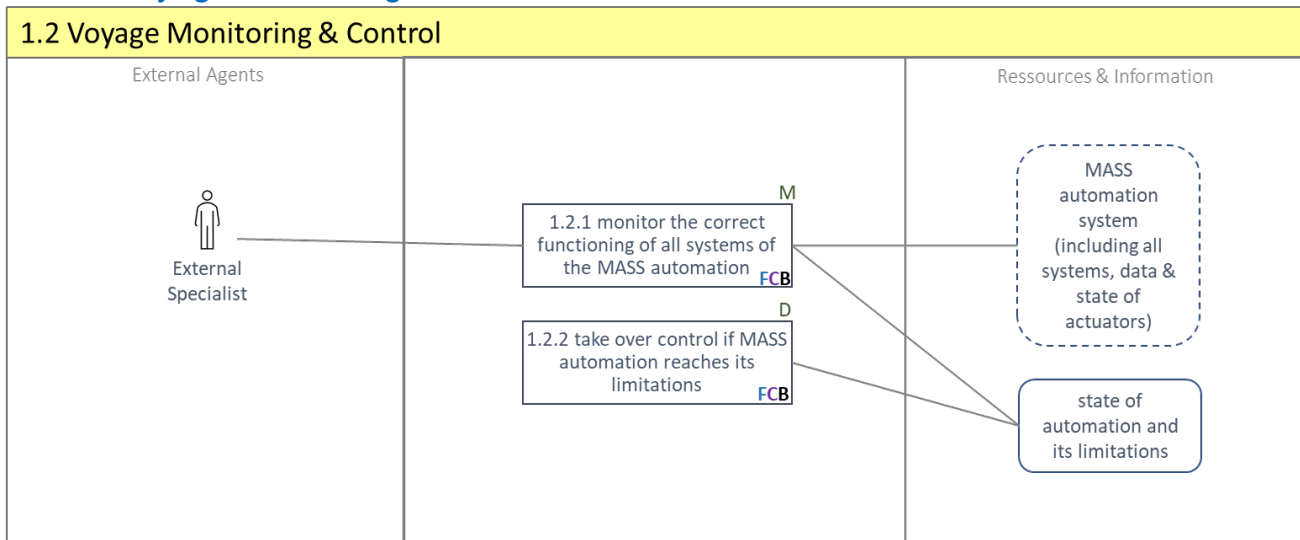 1.2 Voyage Monitoring & Control
External Agents
Ressources & Information
External
Specialist
M
1.2.1 monitor the correct
functioning of all systems of
the MASS automation
FCB
D
1.2.2 take over control if MASS
automation reaches its
limitations
FCB
MASS
automation
system
(including all
systems, data &
state of
actuators)
state of
automation and
its limitations